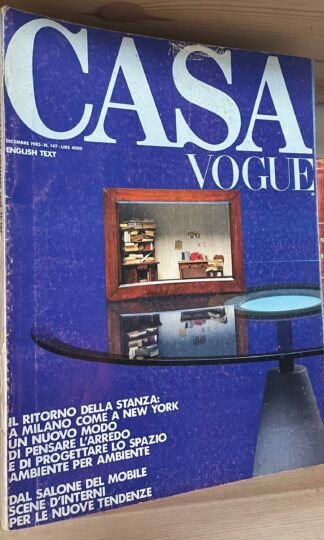 CASA
VOGUE
DICEMBRE 1983 - N. 147 - LIRE 4000
ENGLISH TEXT
IL RITORNO DELLA STANZA:
A MILANO COME A NEW YORK
UN NUOVO MODO
DI PENSARE L'ARREDO
E DI PROGETTARE LO SPAZIO
AMBIENTE PER AMBIENTE
DAL SALONE DEL MOBILE
SCENE D'INTERNI
PER LE NUOVE TENDENZE